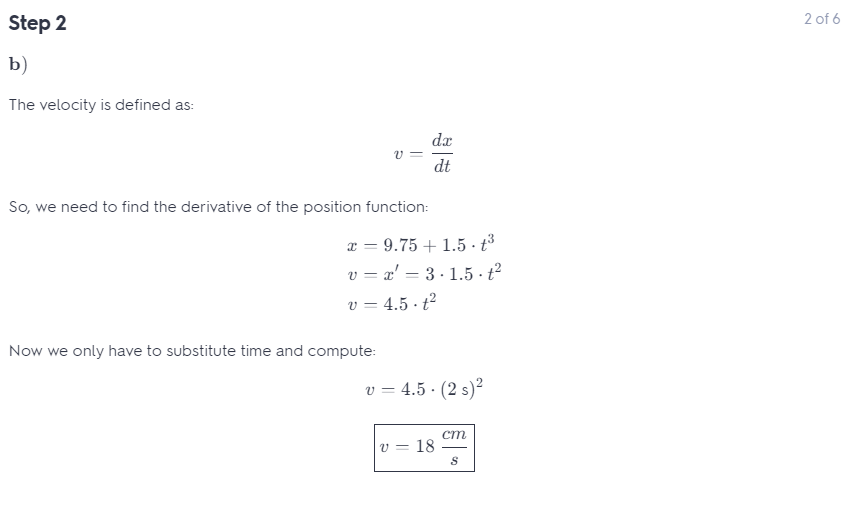 Step 2
2 of 6
b)
The velocity is defined as:
v = dx/dt
So, we need to find the derivative of the position function:
x = 9.75 + 1.5 · t³
v = x′ = 3 · 1.5 · t²
v = 4.5 · t²
Now we only have to substitute time and compute:
v = 4.5 · (2 s)²
v = 18 cm/s